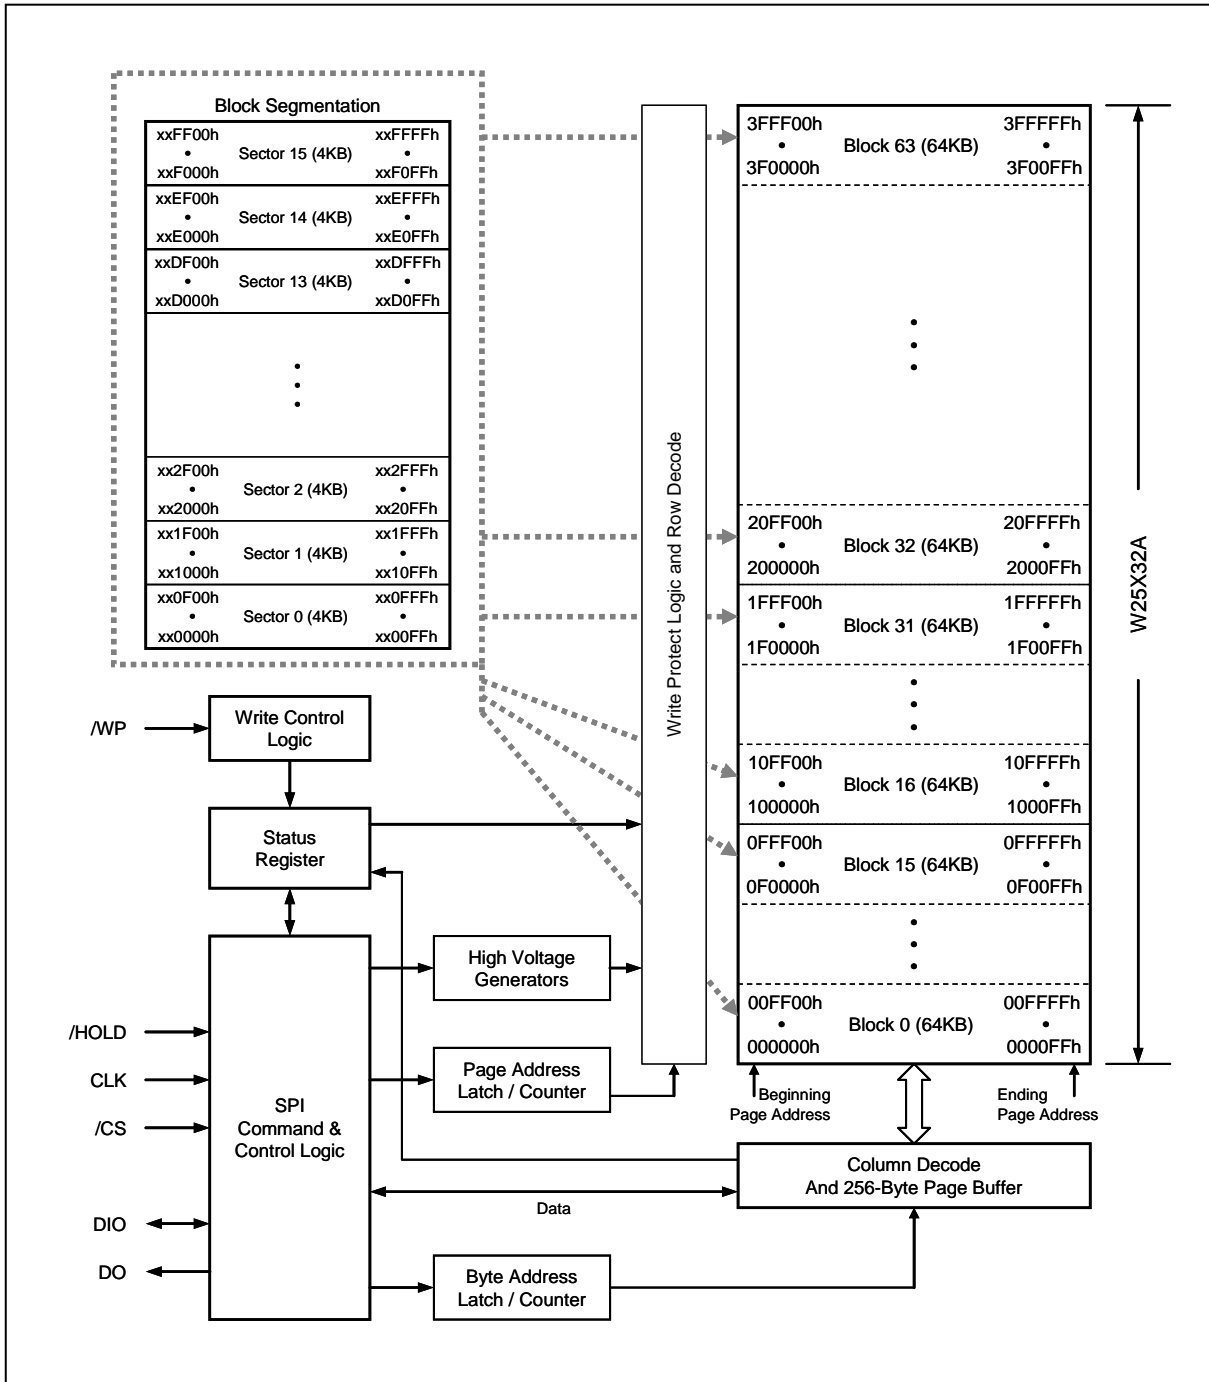 Block Segmentation
xxFF00h xxFFFFh
Sector 15 (4KB)
xxF000h xxF0FFh
xxEF00h xxEFFFh
Sector 14 (4KB)
xxE000h xxE0FFh
xxDF00h xxDFFFh
Sector 13 (4KB)
xxD000h xxD0FFh
xx2F00h xx2FFFh
Sector 2 (4KB)
xx2000h xx20FFh
xx1F00h xx1FFFh
Sector 1 (4KB)
xx1000h xx10FFh
xx0F00h xx0FFFh
Sector 0 (4KB)
xx0000h xx00FFh
Write Protect Logic and Row Decode
3FFF00h 3FFFFFh
Block 63 (64KB)
3F0000h 3F00FFh
20FF00h 20FFFFh
Block 32 (64KB)
200000h 2000FFh
1FFF00h 1FFFFFh
Block 31 (64KB)
1F0000h 1F00FFh
10FF00h 10FFFFh
Block 16 (64KB)
100000h 1000FFh
0FFF00h 0FFFFFh
Block 15 (64KB)
0F0000h 0F00FFh
00FF00h 00FFFFh
Block 0 (64KB)
000000h 0000FFh
W25X32A
Beginning
Page Address
Ending
Page Address
/WP
Write Control
Logic
Status
Register
High Voltage
Generators
/HOLD
CLK
/CS
DIO
DO
SPI
Command &
Control Logic
Page Address
Latch / Counter
Column Decode
And 256-Byte Page Buffer
Data
Byte Address
Latch / Counter